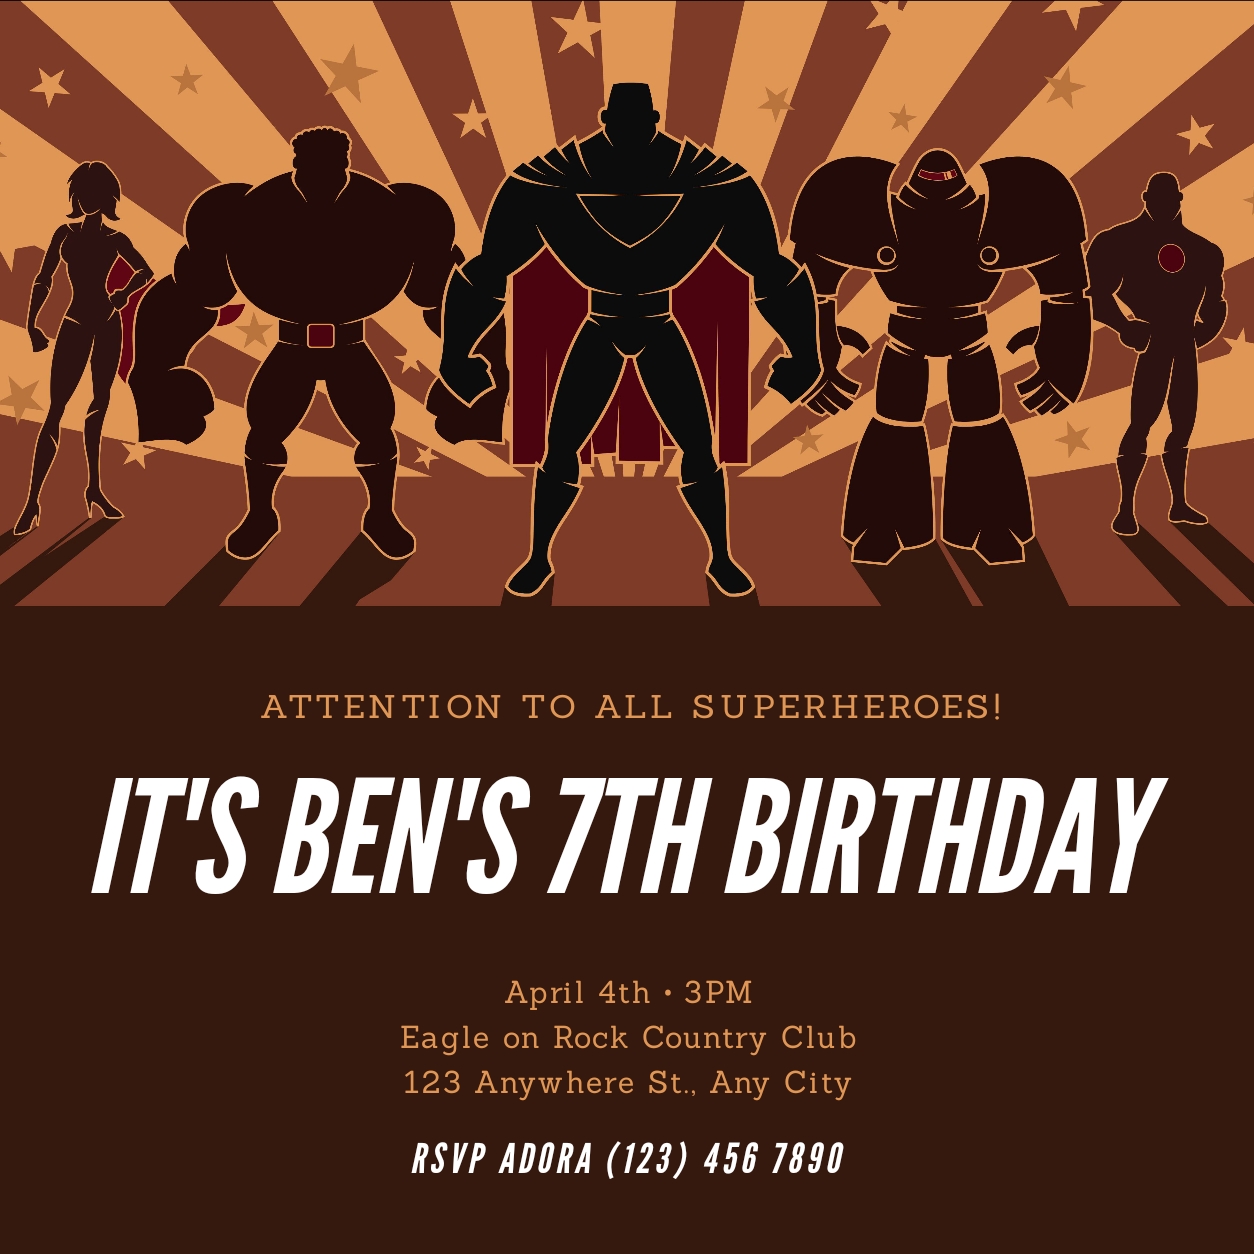 ATTENTION TO ALL SUPERHEROES!
IT'S BEN'S 7TH BIRTHDAY
April 4th • 3PM
Eagle on Rock Country Club
123 Anywhere St., Any City
RSVP ADORA (123) 456 7890